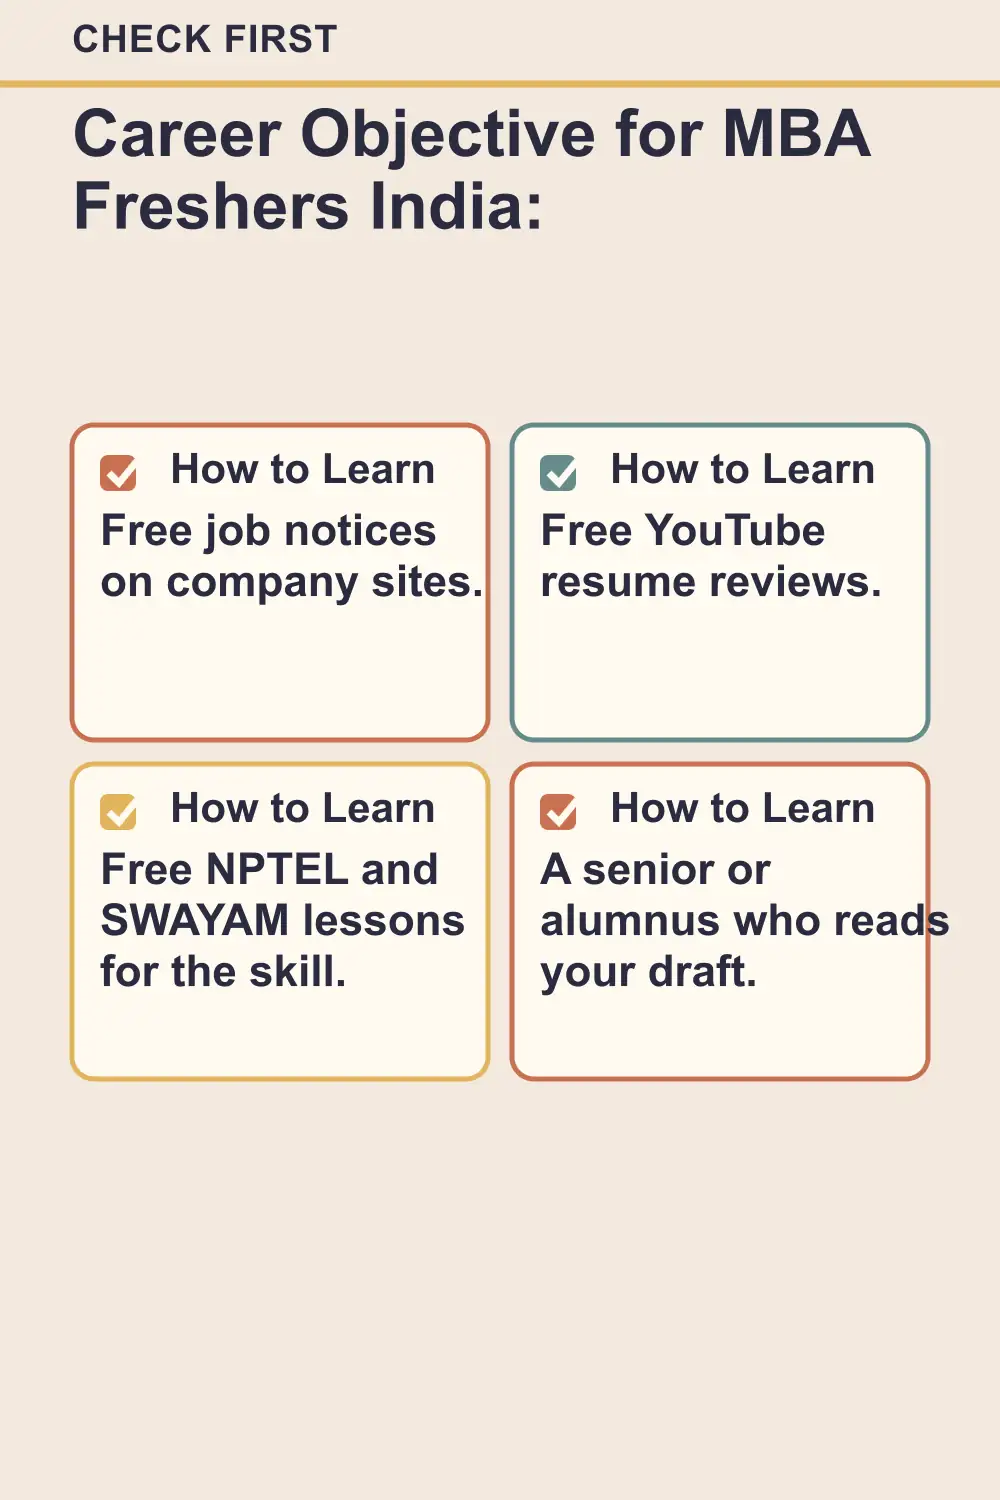 CHECK FIRST
Career Objective for MBA
Freshers India:
How to Learn
Free job notices
on company sites.
How to Learn
Free YouTube
resume reviews.
How to Learn
Free NPTEL and
SWAYAM lessons
for the skill.
How to Learn
A senior or
alumnus who reads
your draft.